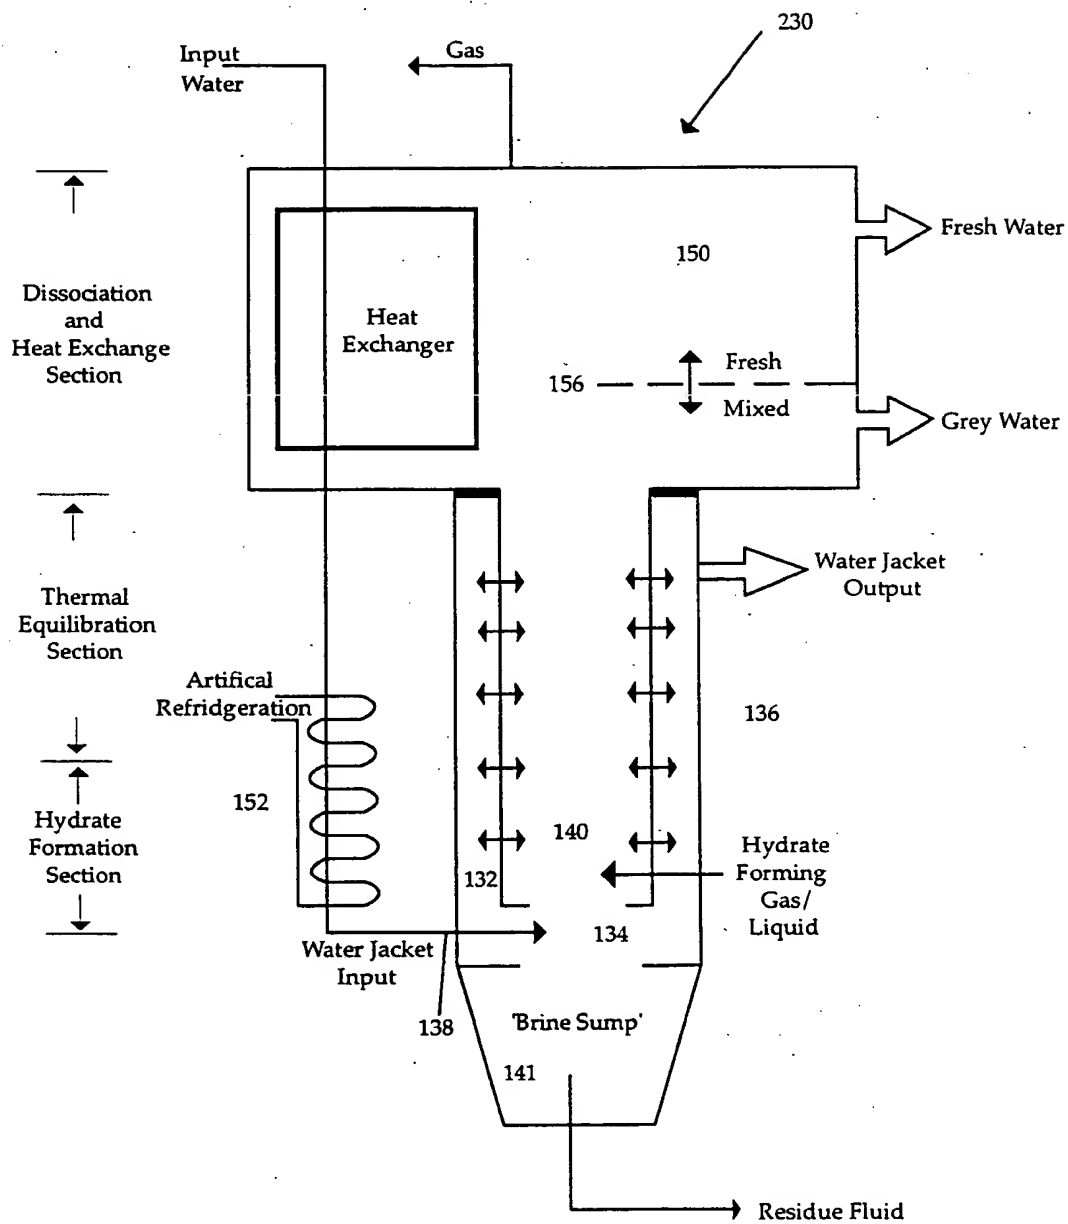 230
Input
Water
Gas
Fresh Water
150
Dissociation
and
Heat Exchange
Section
Heat
Exchanger
156
Fresh
Mixed
Grey Water
Water Jacket
Output
Thermal
Equilibration
Section
Artifical
Refridgeration
136
152
Hydrate
Formation
Section
140
132
Hydrate
Forming
Gas/
Liquid
134
Water Jacket
Input
138
'Brine Sump'
141
Residue Fluid